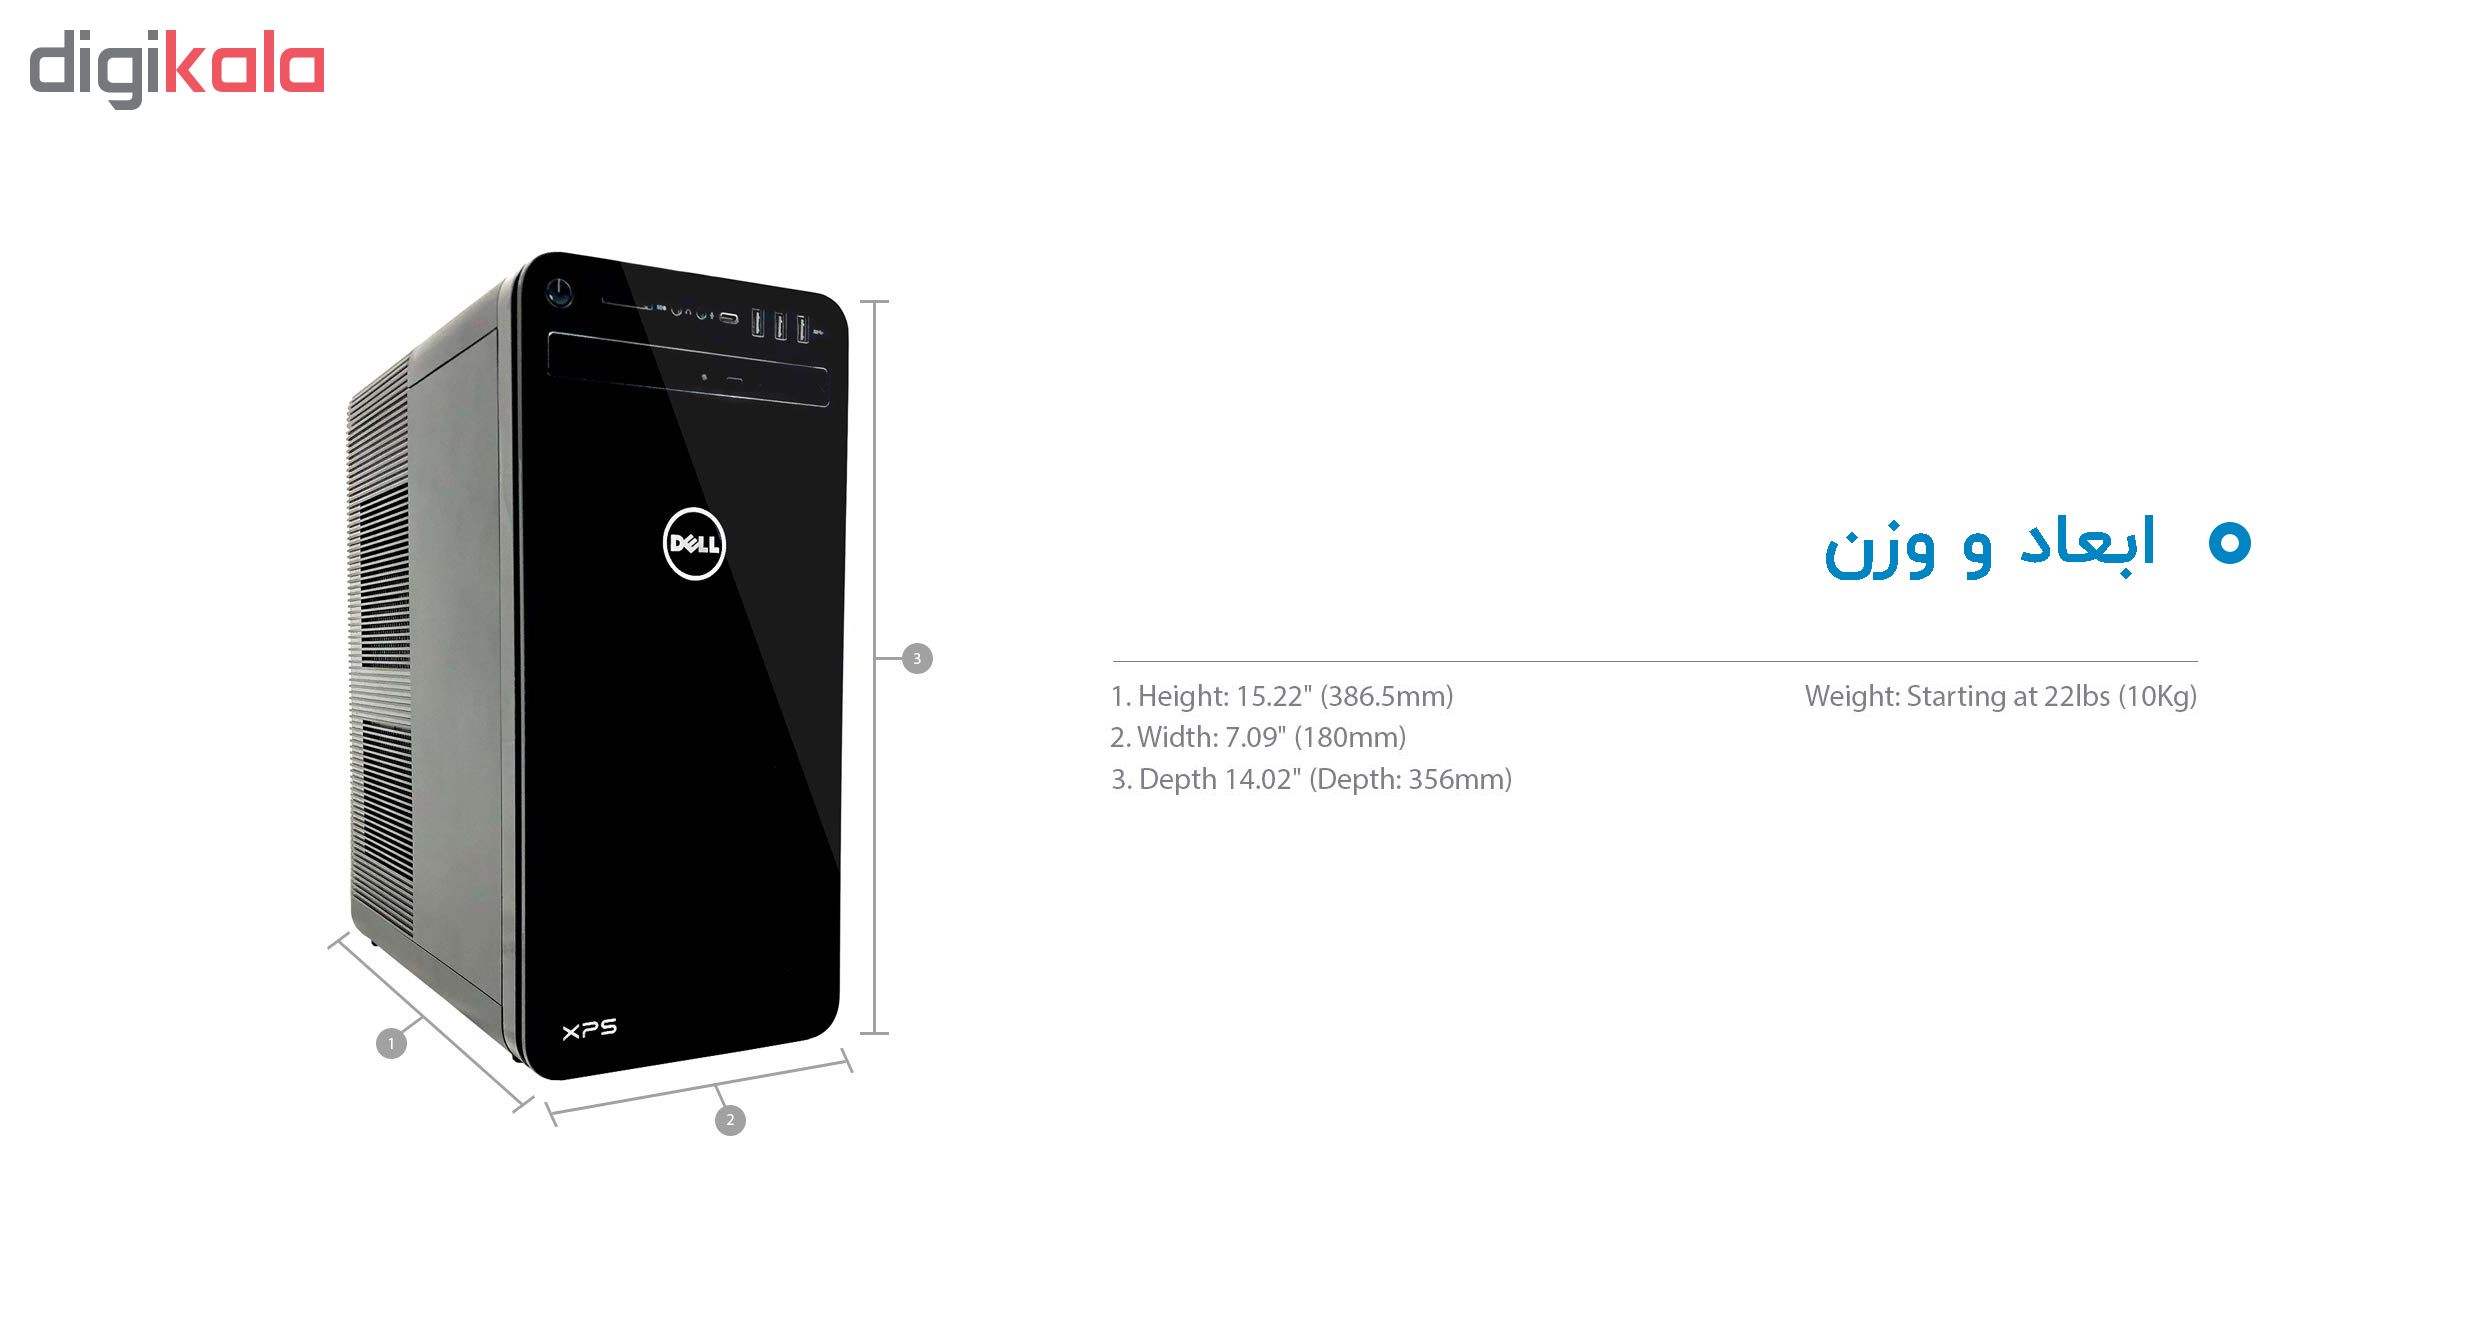 digikala
DELL
XPS
3
1
2
ابعاد و وزن
1. Height: 15.22" (386.5mm)
2. Width: 7.09" (180mm)
3. Depth 14.02" (Depth: 356mm)
Weight: Starting at 22lbs (10Kg)